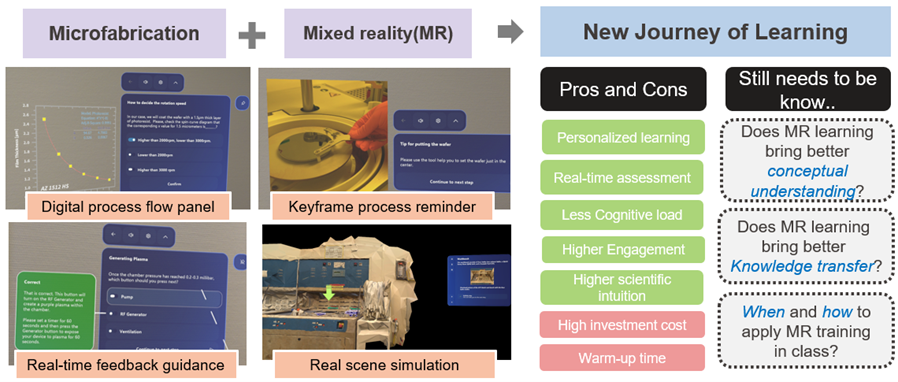 Microfabrication
Mixed reality(MR)
New Journey of Learning
AZ 1512 HS
How to decide the rotation speed
In our case, we will coat the wafer with a 1.5μm thick layer
of photoresist. Please check the spin-curve diagram that
the corresponding x value for 1.5 micrometers is
Higher than 2000rpm, lower than 3000rpm
Lower than 2000rpm
Higher than 3000 rpm
Confirm
Digital process flow panel
Tip for putting the wafer
Please use the tool help you to set the wafer just in the
center.
Continue to next step
Keyframe process reminder
Correct
That is correct. This button will
turn on the RF Generator and
create a purple plasma within
the chamber.
Please set a timer for 60
seconds and then press the
Generator button to expose
your device to plasma for 60
seconds.
Generating Plasma
Once the chamber pressure has reached 0.2-0.3 millibar,
which button should you press next?
Pump
RF Generator
Ventilation
Real-time feedback guidance
Real scene simulation
Pros and Cons
Personalized learning
Real-time assessment
Less Cognitive load
Higher Engagement
Higher scientific
intuition
High investment cost
Warm-up time
Still needs to be
know..
Does MR learning
bring better
conceptual
understanding?
Does MR learning
bring better
Knowledge transfer?
When and how to
apply MR training
in class?